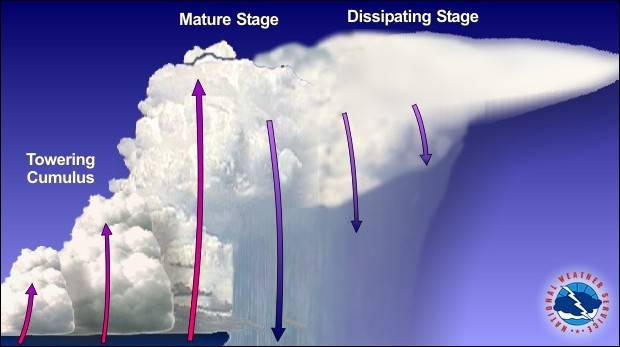 Mature Stage
Dissipating Stage
Towering
Cumulus
NATIONAL WEATHER SERVICE